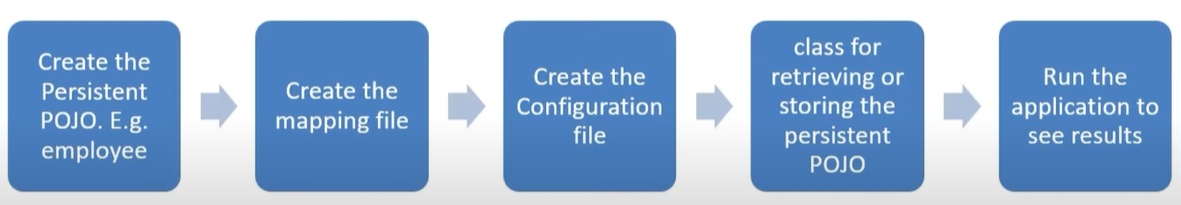 Create the
Persistent
POJO. E.g.
employee
Create the
mapping file
Create the
Configuration
file
class for
retrieving or
storing the
persistent
POJO
Run the
application to
see results